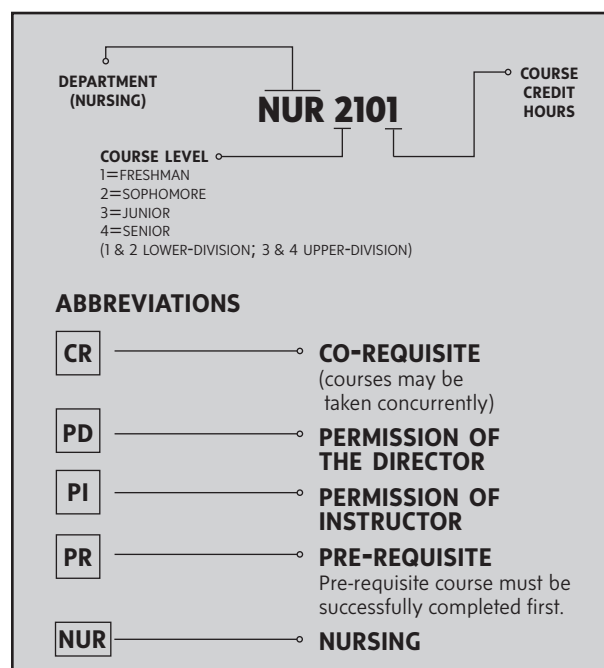 DEPARTMENT
(NURSING)
NUR 2101
COURSE
CREDIT
HOURS
COURSE LEVEL
1=FRESHMAN
2=SOPHOMORE
3=JUNIOR
4=SENIOR
(1 & 2 LOWER-DIVISION; 3 & 4 UPPER-DIVISION)
ABBREVIATIONS
CR
CO-REQUISITE
(courses may be
taken concurrently)
PD
PERMISSION OF
THE DIRECTOR
PI
PERMISSION OF
INSTRUCTOR
PR
PRE-REQUISITE
Pre-requisite course must be
successfully completed first.
NUR
NURSING